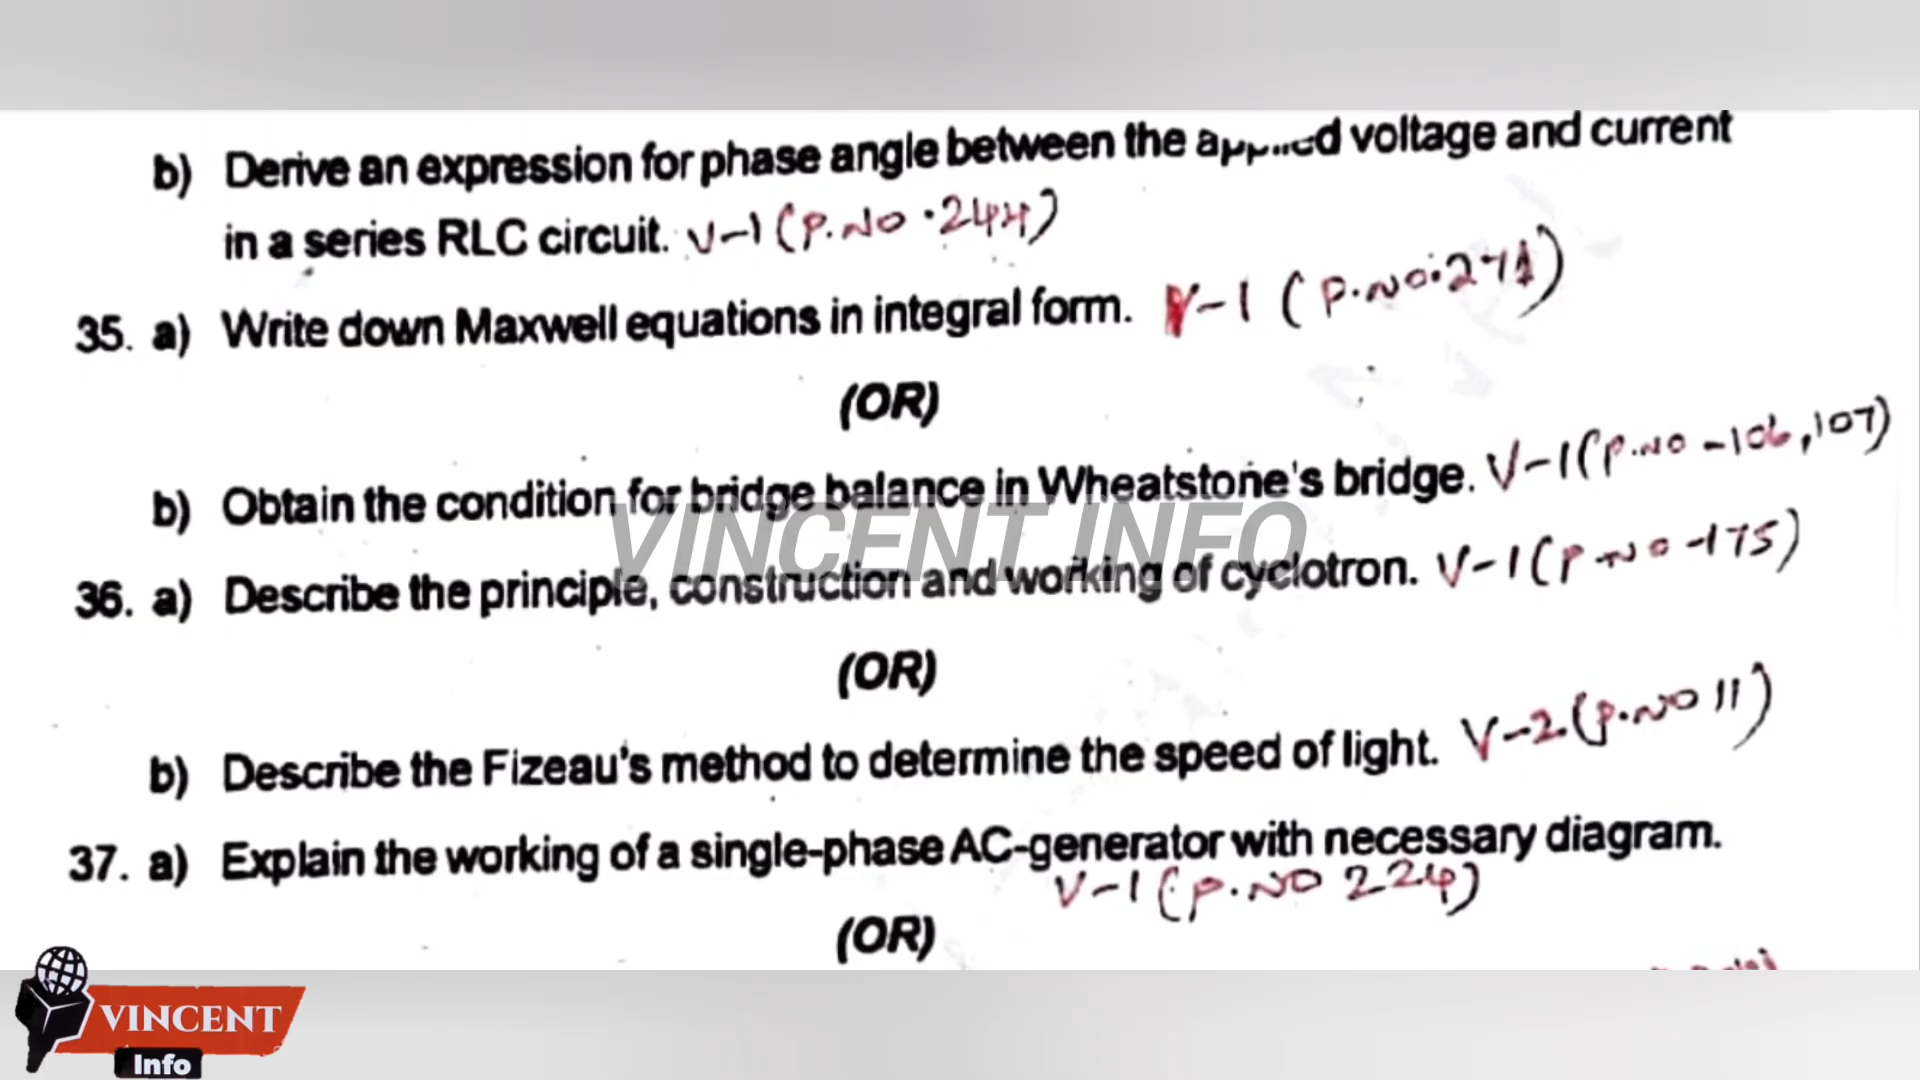 b) Derive an expression for phase angle between the applied voltage and current
in a series RLC circuit. V-1 (P.NO.244)
35. a) Write down Maxwell equations in integral form. V-1 (P.NO:271)
(OR)
b) Obtain the condition for bridge balance in Wheatstone's bridge. V-1 (P.NO-106,107)
VINCENT INFO
36. a) Describe the principle, construction and working of cyclotron. V-1 (P.NO-175)
(OR)
b) Describe the Fizeau's method to determine the speed of light. V-2 (P.NO 11)
37. a) Explain the working of a single-phase AC-generator with necessary diagram.
V-1 (P.NO 224)
(OR)
VINCENT
Info